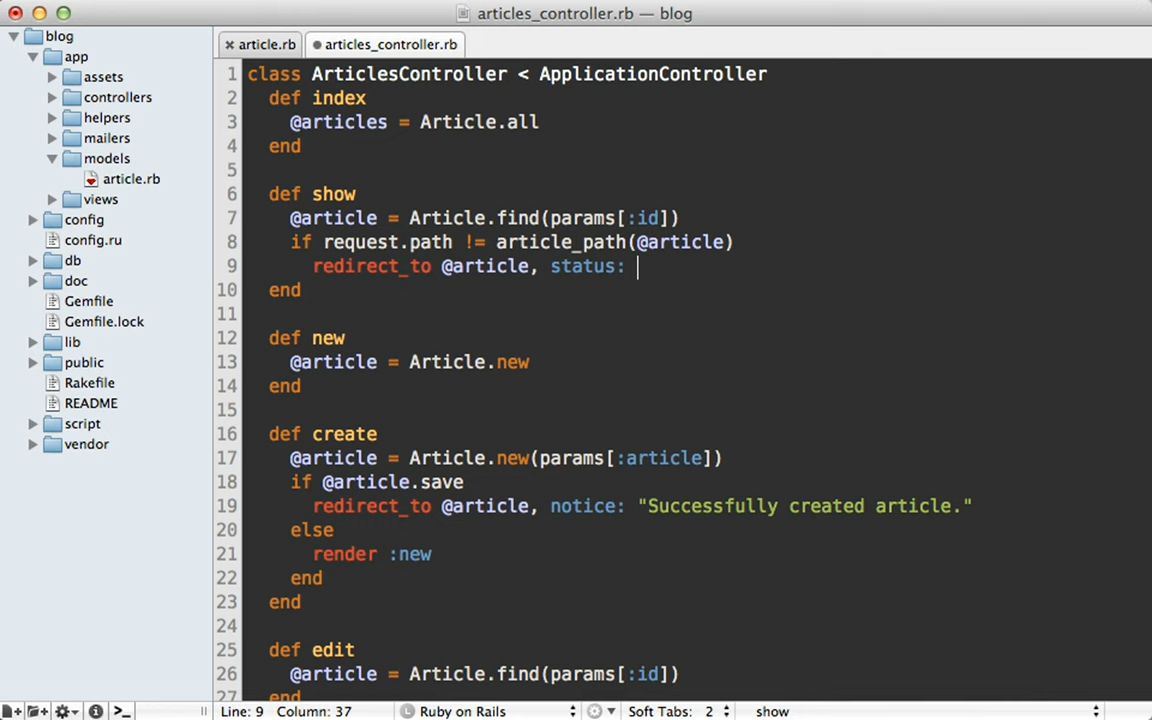 articles_controller.rb — blog
blog
app
assets
controllers
helpers
mailers
models
article.rb
views
config
config.ru
db
doc
Gemfile
Gemfile.lock
lib
public
Rakefile
README
script
vendor
article.rb
articles_controller.rb
1 class ArticlesController < ApplicationController
2   def index
3     @articles = Article.all
4   end
5
6   def show
7     @article = Article.find(params[:id])
8     if request.path != article_path(@article)
9       redirect_to @article, status:
10   end
11
12   def new
13     @article = Article.new
14   end
15
16   def create
17     @article = Article.new(params[:article])
18     if @article.save
19       redirect_to @article, notice: "Successfully created article."
20     else
21       render :new
22     end
23   end
24
25   def edit
26     @article = Article.find(params[:id])
27   end
Line: 9 Column: 37 Ruby on Rails Soft Tabs: 2 show